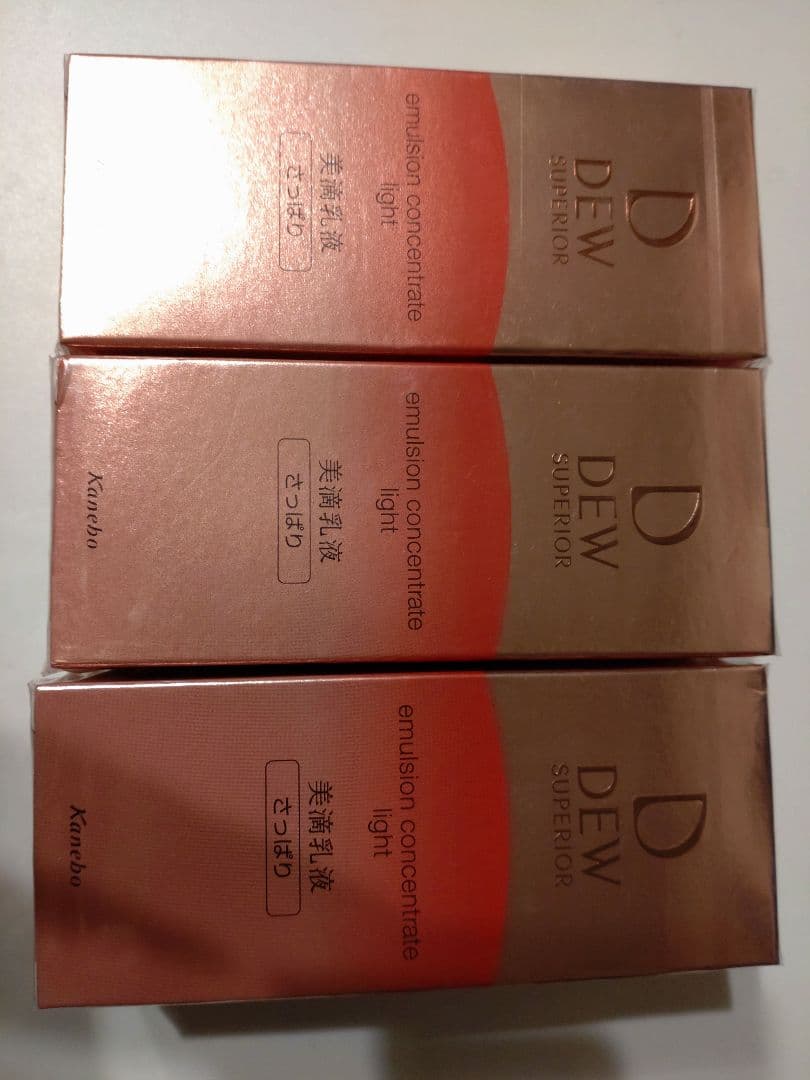 D
DEW
SUPERIOR
emulsion concentrate
light
美滴乳液
さっぱり
D
DEW
SUPERIOR
emulsion concentrate
light
美滴乳液
さっぱり
Kanebo
D
DEW
SUPERIOR
emulsion concentrate
light
美滴乳液
さっぱり
Kanebo